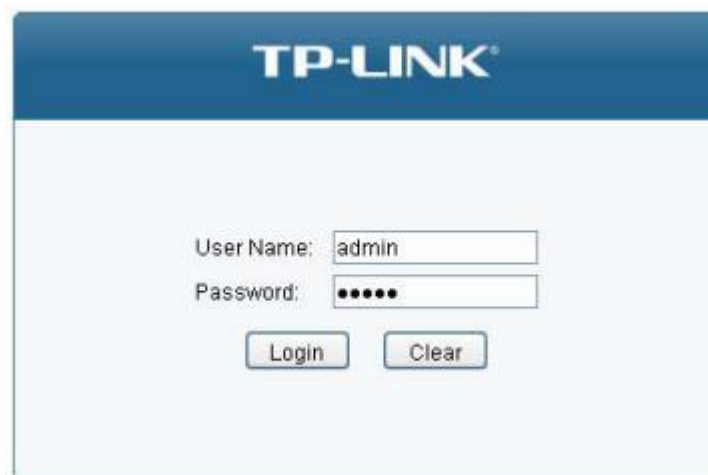 TP-LINK®
User Name: admin
Password: •••••
Login Clear